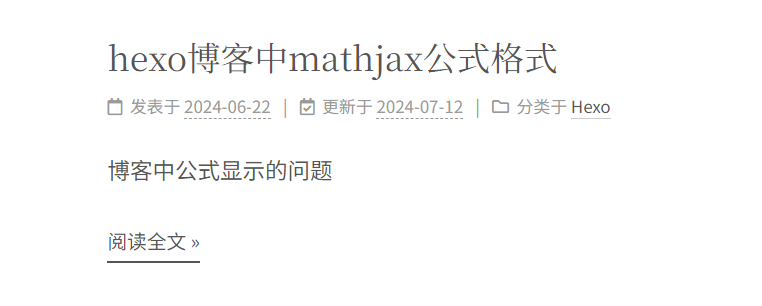 hexo博客中mathjax公式格式
发表于 2024-06-22 | 更新于 2024-07-12 | 分类于 Hexo
博客中公式显示的问题
阅读全文 »